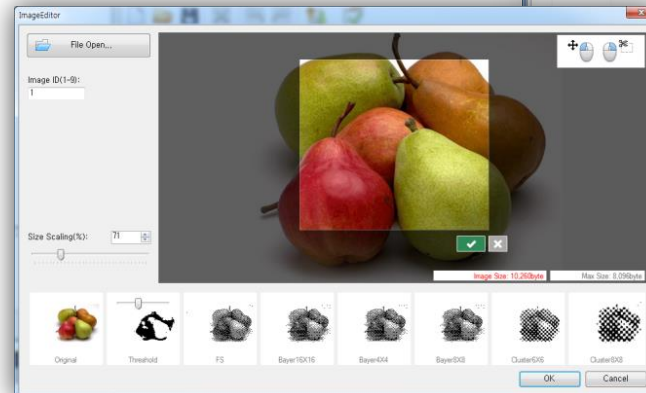 ImageEditor
File Open...
Image ID(1~9):
1
Size Scaling(%):
71
Image Size: 10,260byte
Max Size: 8,096byte
Original
Threshold
FS
Bayer16X16
Bayer4X4
Bayer8X8
Cluster6X6
Cluster8X8
OK
Cancel